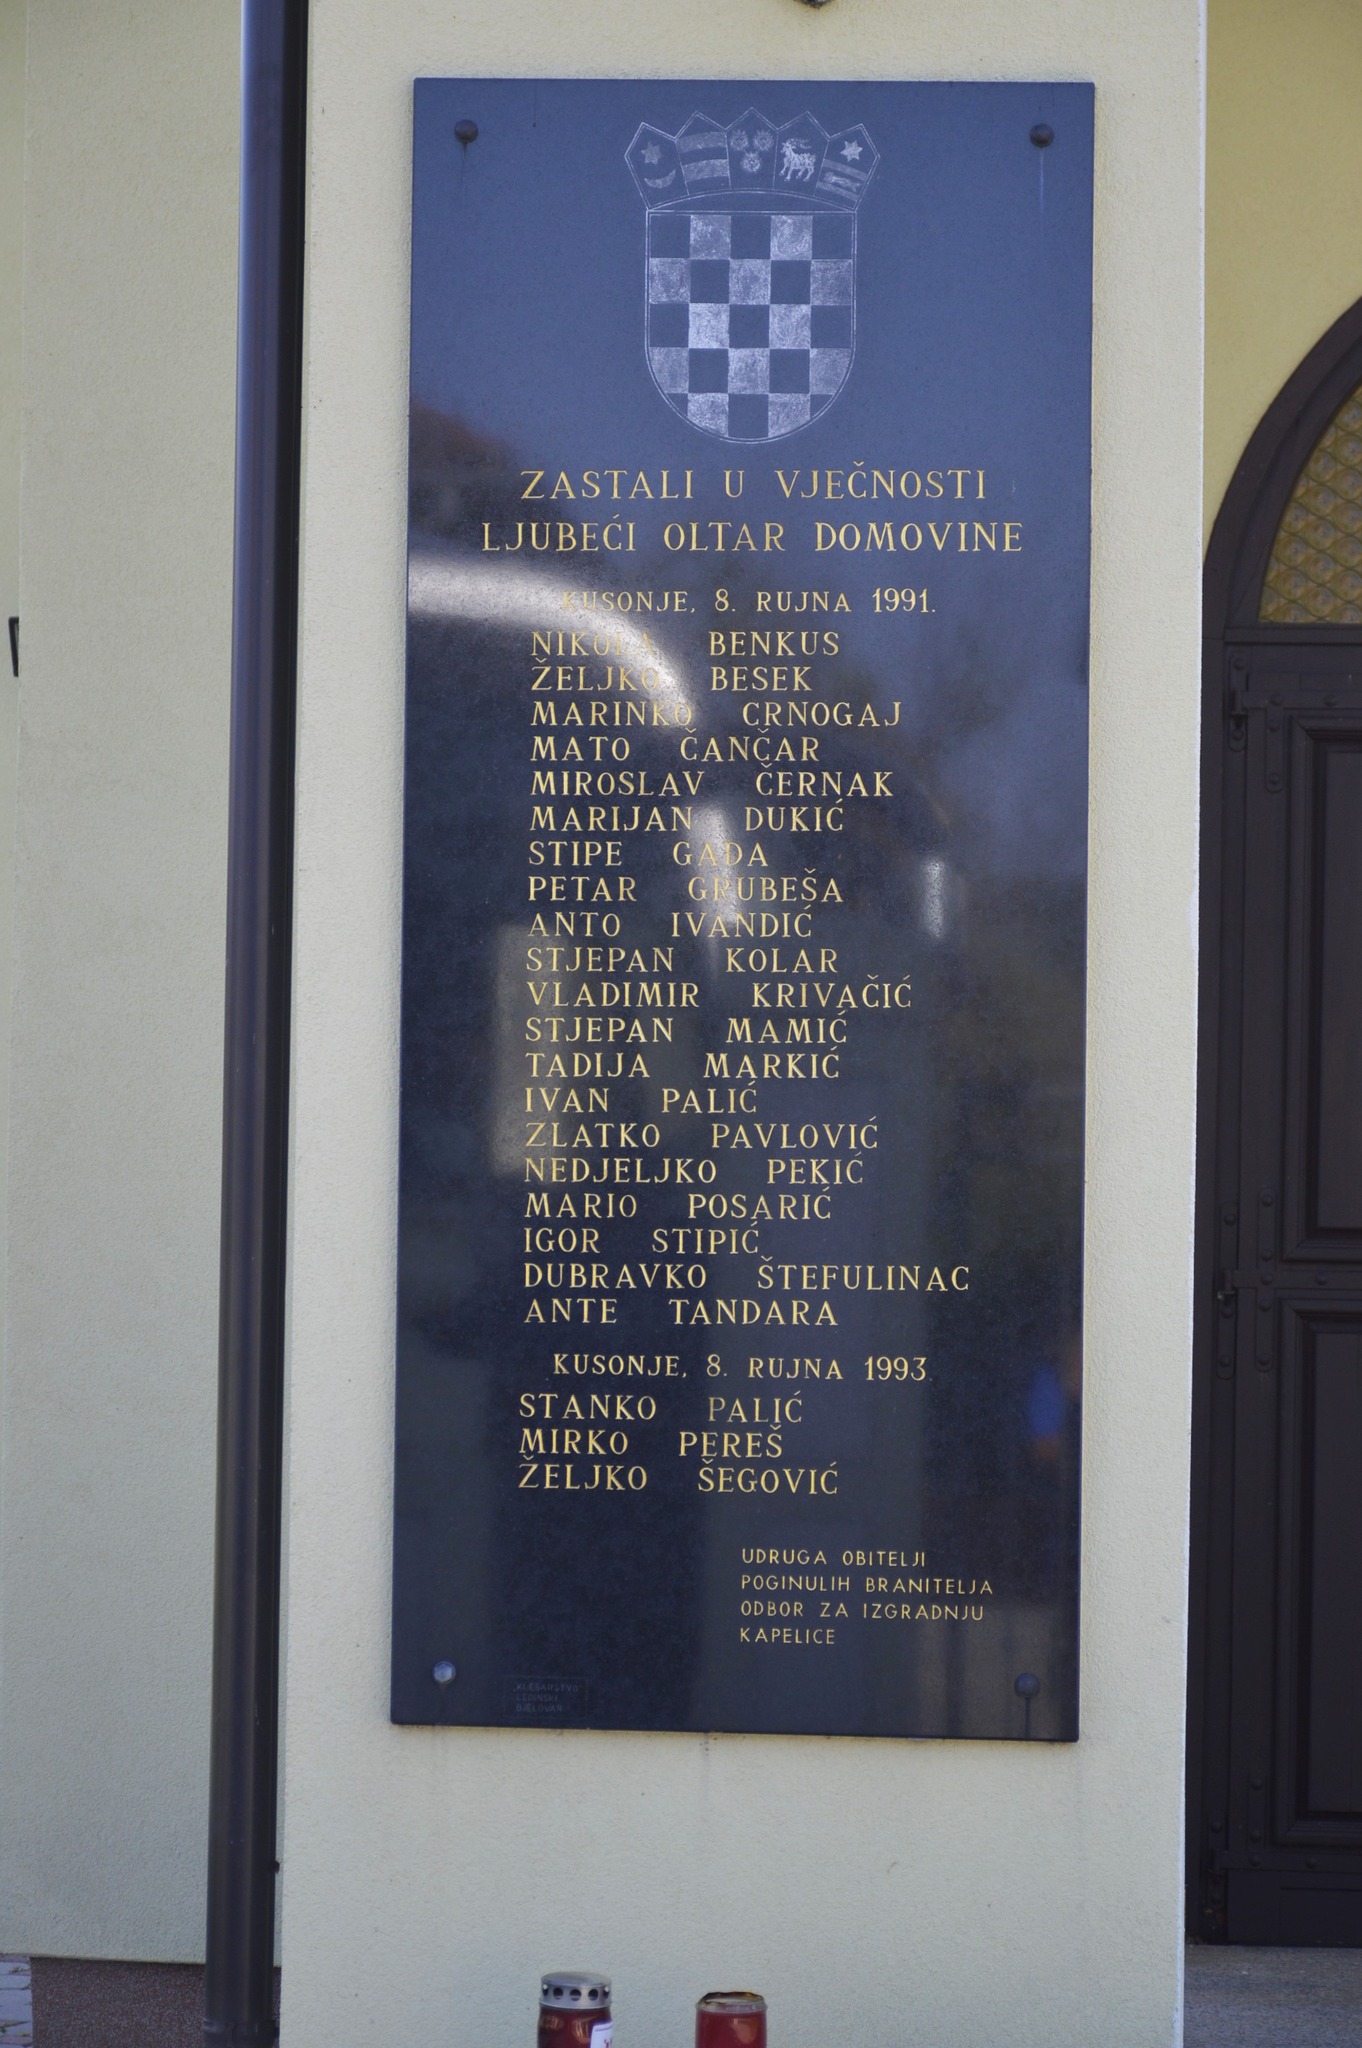 ZASTALI U VJEČNOSTI
LJUBEĆI OLTAR DOMOVINE
KUSONJE, 8. RUJNA 1991.
NIKOLA BENKUS
ŽELJKO BESEK
MARINKO CRNOGAJ
MATO ČANČAR
MIROSLAV ČERNAK
MARIJAN DUKIĆ
STIPE GADA
PETAR GRUBEŠA
ANTO IVANDIĆ
STJEPAN KOLAR
VLADIMIR KRIVAČIĆ
STJEPAN MAMIĆ
TADIJA MARKIĆ
IVAN PALIĆ
ZLATKO PAVLOVIĆ
NEDJELJKO PEKIĆ
MARIO POSARIĆ
IGOR STIPIĆ
DUBRAVKO ŠTEFULINAC
ANTE TANDARA
KUSONJE, 8. RUJNA 1993.
STANKO PALIĆ
MIRKO PEREŠ
ŽELJKO ŠEGOVIĆ
UDRUGA OBITELJI
POGINULIH BRANITELJA
ODBOR ZA IZGRADNJU
KAPELICE
„KLESARSTVO"
BJELOVAR